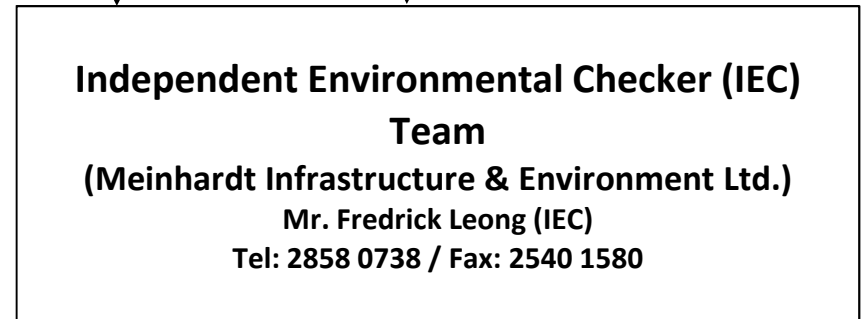 Independent Environmental Checker (IEC)
Team
(Meinhardt Infrastructure & Environment Ltd.)
Mr. Fredrick Leong (IEC)
Tel: 2858 0738 / Fax: 2540 1580